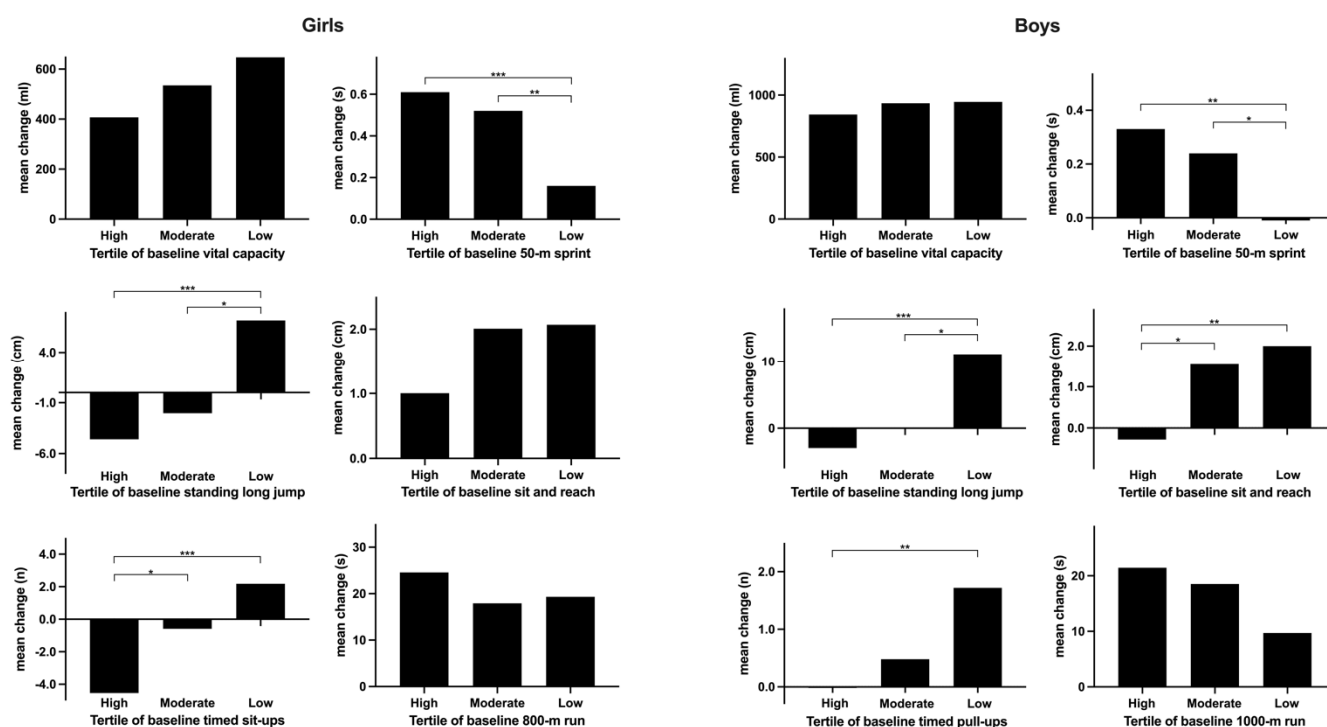 Girls
Boys
mean change (ml)
600
400
200
0
High Moderate Low
Tertile of baseline vital capacity
mean change (s)
0.6
0.4
0.2
0.0
***
**
High Moderate Low
Tertile of baseline 50-m sprint
mean change (ml)
1000
500
0
High Moderate Low
Tertile of baseline vital capacity
mean change (s)
0.4
0.2
0.0
**
*
High Moderate Low
Tertile of baseline 50-m sprint
mean change (cm)
4.0
-1.0
-6.0
***
*
High Moderate Low
Tertile of baseline standing long jump
mean change (cm)
2.0
1.0
0.0
High Moderate Low
Tertile of baseline sit and reach
mean change (cm)
10
0
***
*
High Moderate Low
Tertile of baseline standing long jump
mean change (cm)
2.0
1.0
0.0
**
*
High Moderate Low
Tertile of baseline sit and reach
mean change (n)
4.0
2.0
0.0
-2.0
-4.0
***
*
High Moderate Low
Tertile of baseline timed sit-ups
mean change (s)
30
20
10
0
High Moderate Low
Tertile of baseline 800-m run
mean change (n)
2.0
1.0
0.0
**
High Moderate Low
Tertile of baseline timed pull-ups
mean change (s)
20
10
0
High Moderate Low
Tertile of baseline 1000-m run